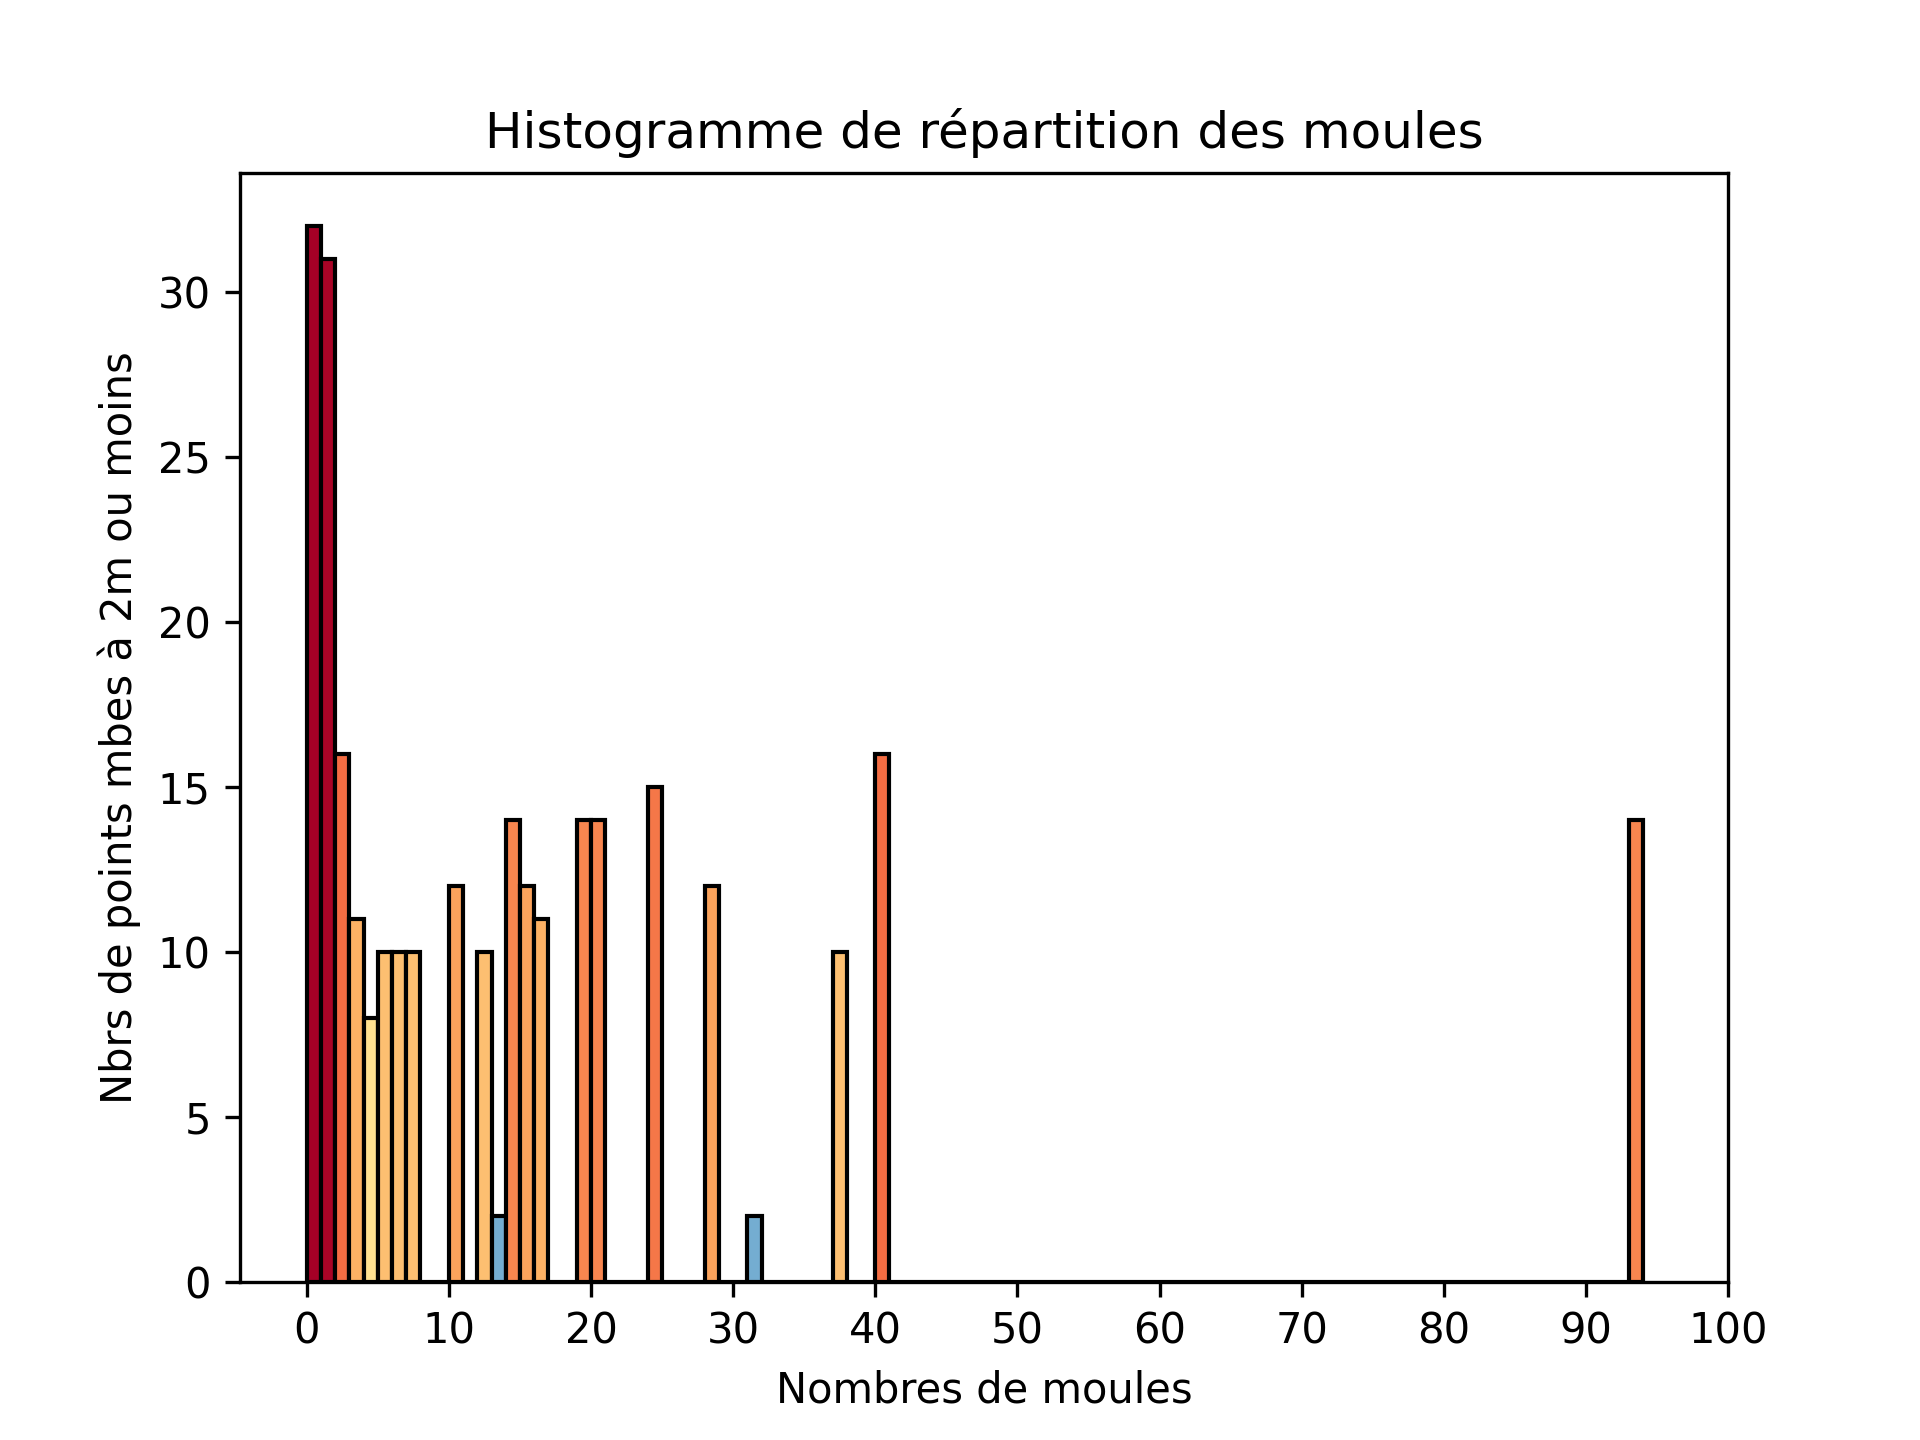 Histogramme de répartition des moules
Nbrs de points mbes à 2m ou moins
30
25
20
15
10
5
0
0 10 20 30 40 50 60 70 80 90 100
Nombres de moules